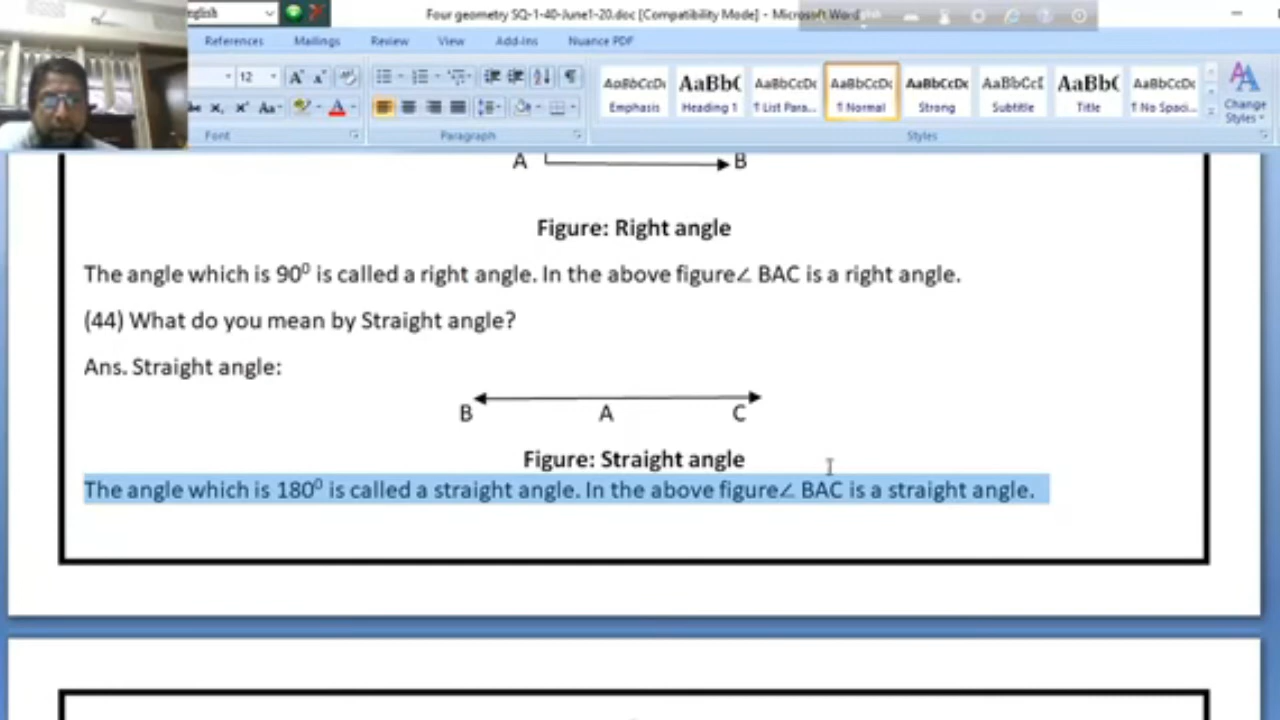 nglish
Four geometry SQ-1-40-June1-20.doc [Compatibility Mode] - Microsoft Word
References Mailings Review View Add-Ins Nuance PDF
12
AaBbCcDc AaBb( AaBbCcDc AaBbCcDc AaBbCcDc AaBbCcI AaBb( AaBbCcDc
Emphasis Heading 1 ¶ List Para... ¶ Normal Strong Subtitle Title ¶ No Spaci...
Change
Styles
Font Paragraph Styles
A B
Figure: Right angle
The angle which is 90⁰ is called a right angle. In the above figure∠ BAC is a right angle.
(44) What do you mean by Straight angle?
Ans. Straight angle:
B A C
Figure: Straight angle
The angle which is 180⁰ is called a straight angle. In the above figure∠ BAC is a straight angle.